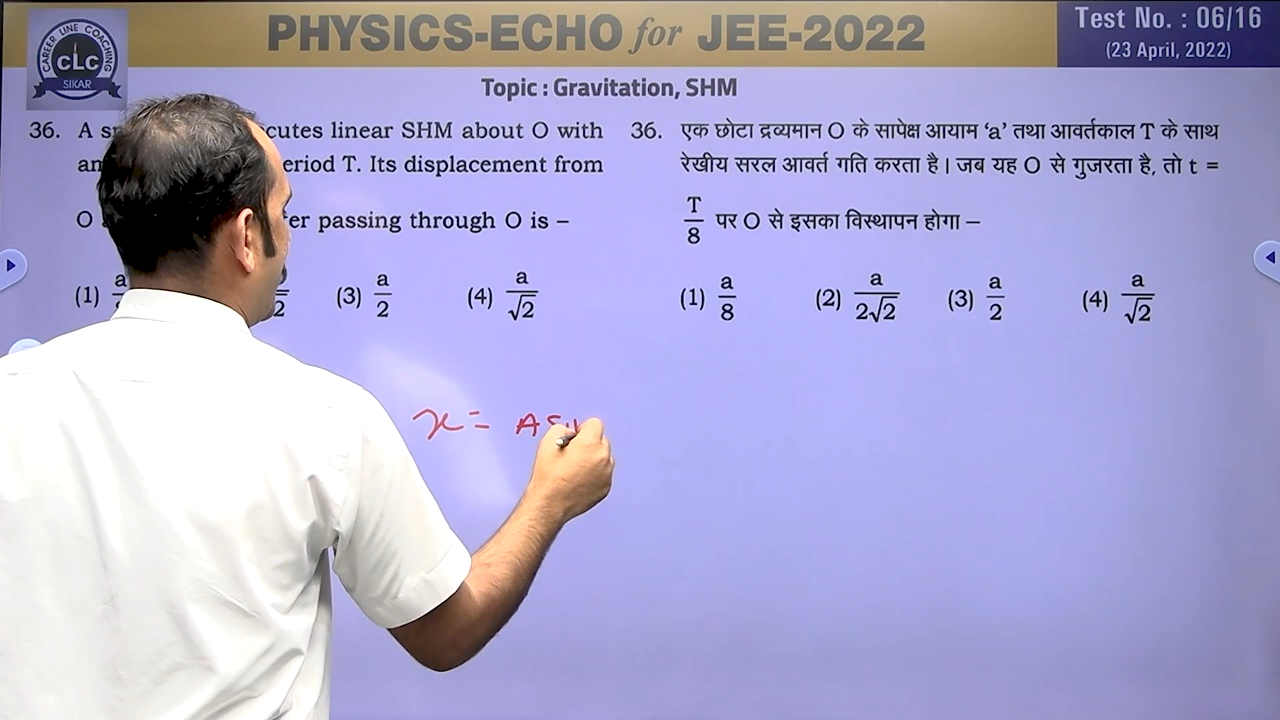 PHYSICS-ECHO for JEE-2022
Test No. : 06/16
(23 April, 2022)
CAREER LINE COACHING
CLC
SIKAR
Topic : Gravitation, SHM
36. A cutes linear SHM about O with
an eriod T. Its displacement from
O er passing through O is –
(1) a 2 (3) a/2 (4) a/√2
36. एक छोटा द्रव्यमान O के सापेक्ष आयाम ‘a’ तथा आवर्तकाल T के साथ
रेखीय सरल आवर्त गति करता है। जब यह O से गुजरता है, तो t =
T/8 पर O से इसका विस्थापन होगा –
(1) a/8 (2) a/2√2 (3) a/2 (4) a/√2
x = A